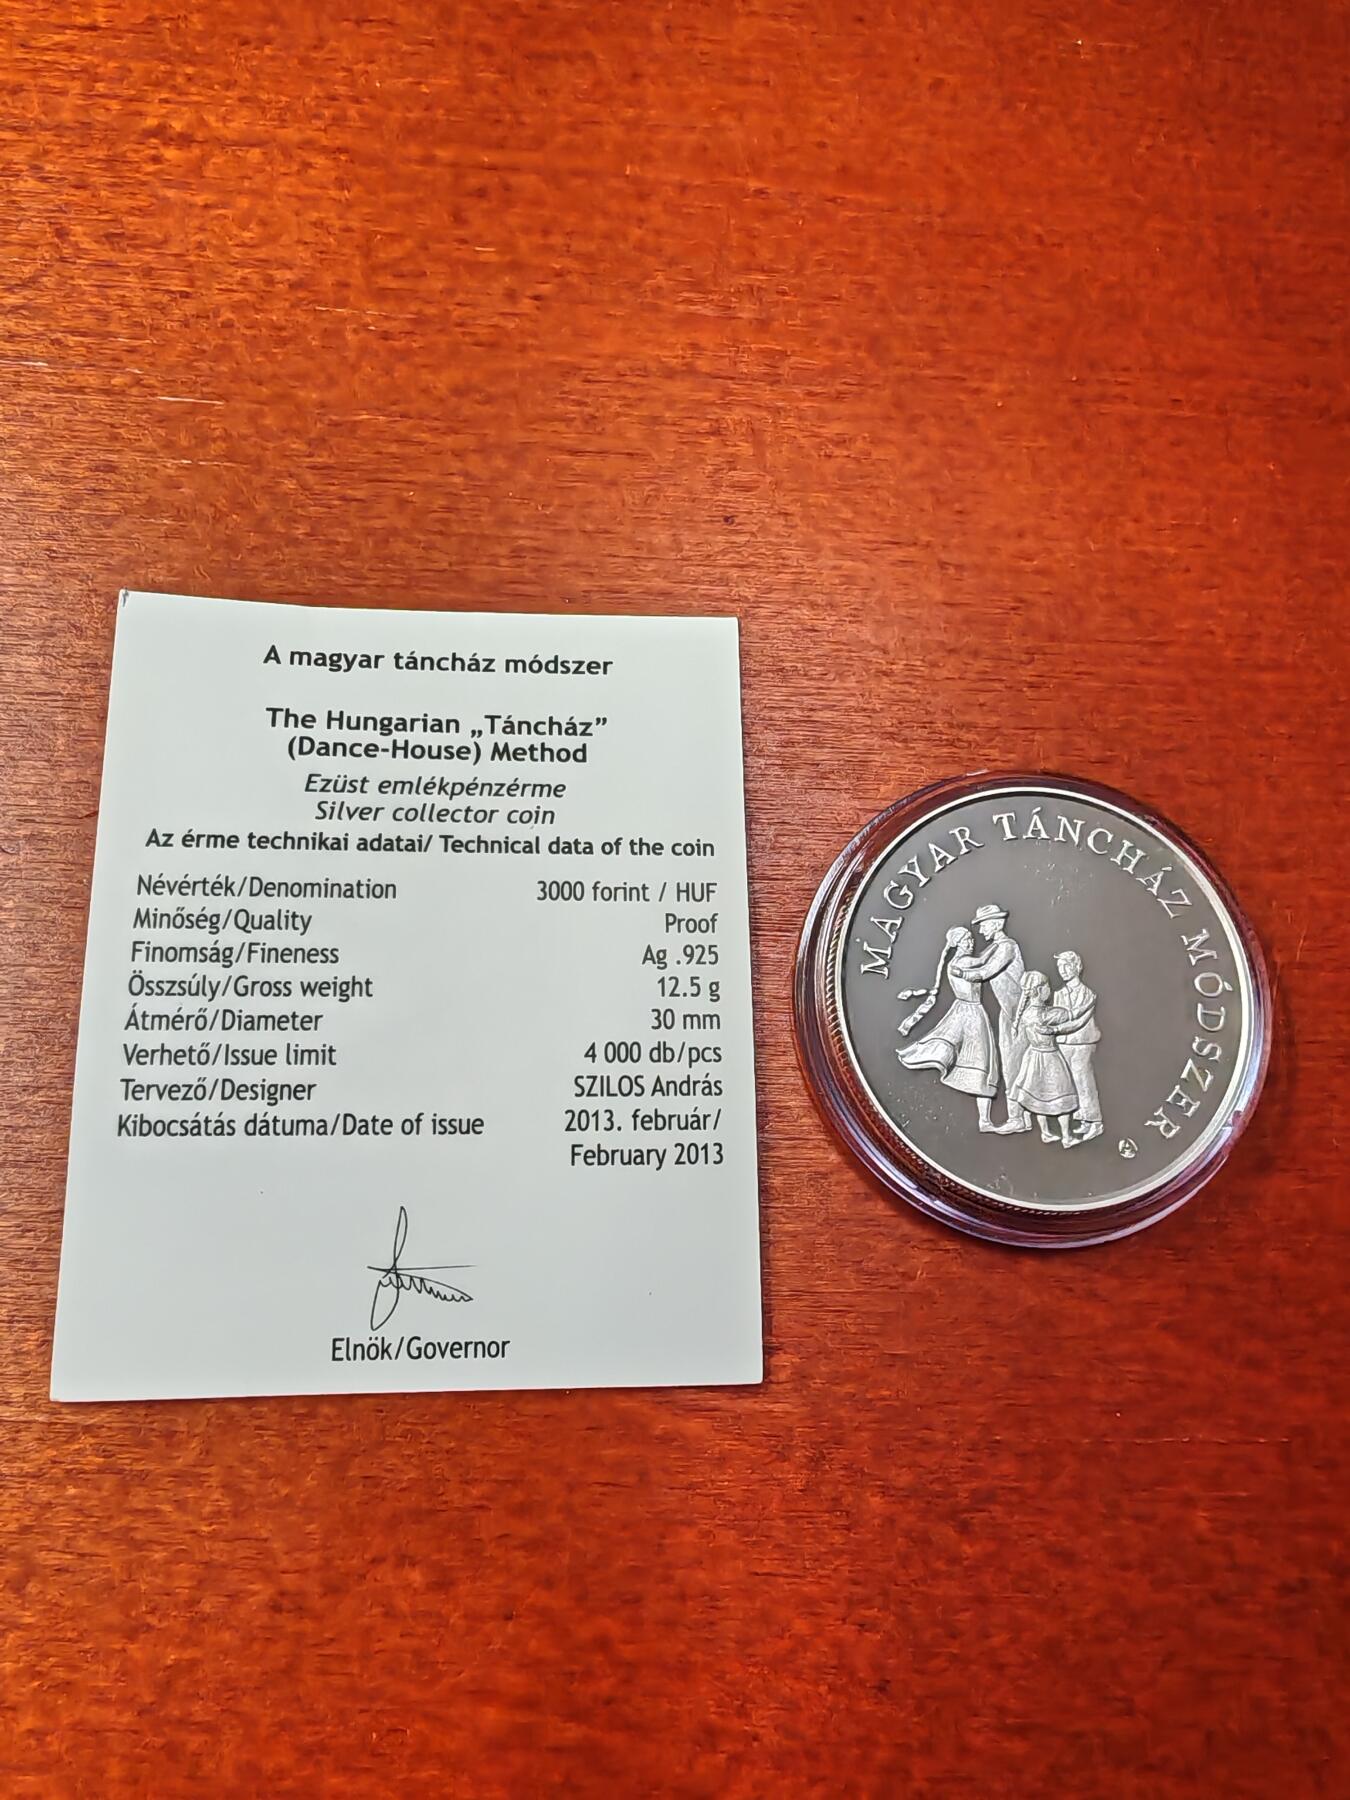 A magyar táncház módszer
The Hungarian „Táncház”
(Dance-House) Method
Ezüst emlékpénzérme
Silver collector coin
Az érme technikai adatai/ Technical data of the coin
Névérték/Denomination 3000 forint / HUF
Minőség/Quality Proof
Finomság/Fineness Ag .925
Összsúly/Gross weight 12.5 g
Átmérő/Diameter 30 mm
Verhető/Issue limit 4 000 db/pcs
Tervező/Designer SZILOS András
Kibocsátás dátuma/Date of issue 2013. február/
February 2013
Elnök/Governor
MAGYAR TÁNCHÁZ MÓDSZER